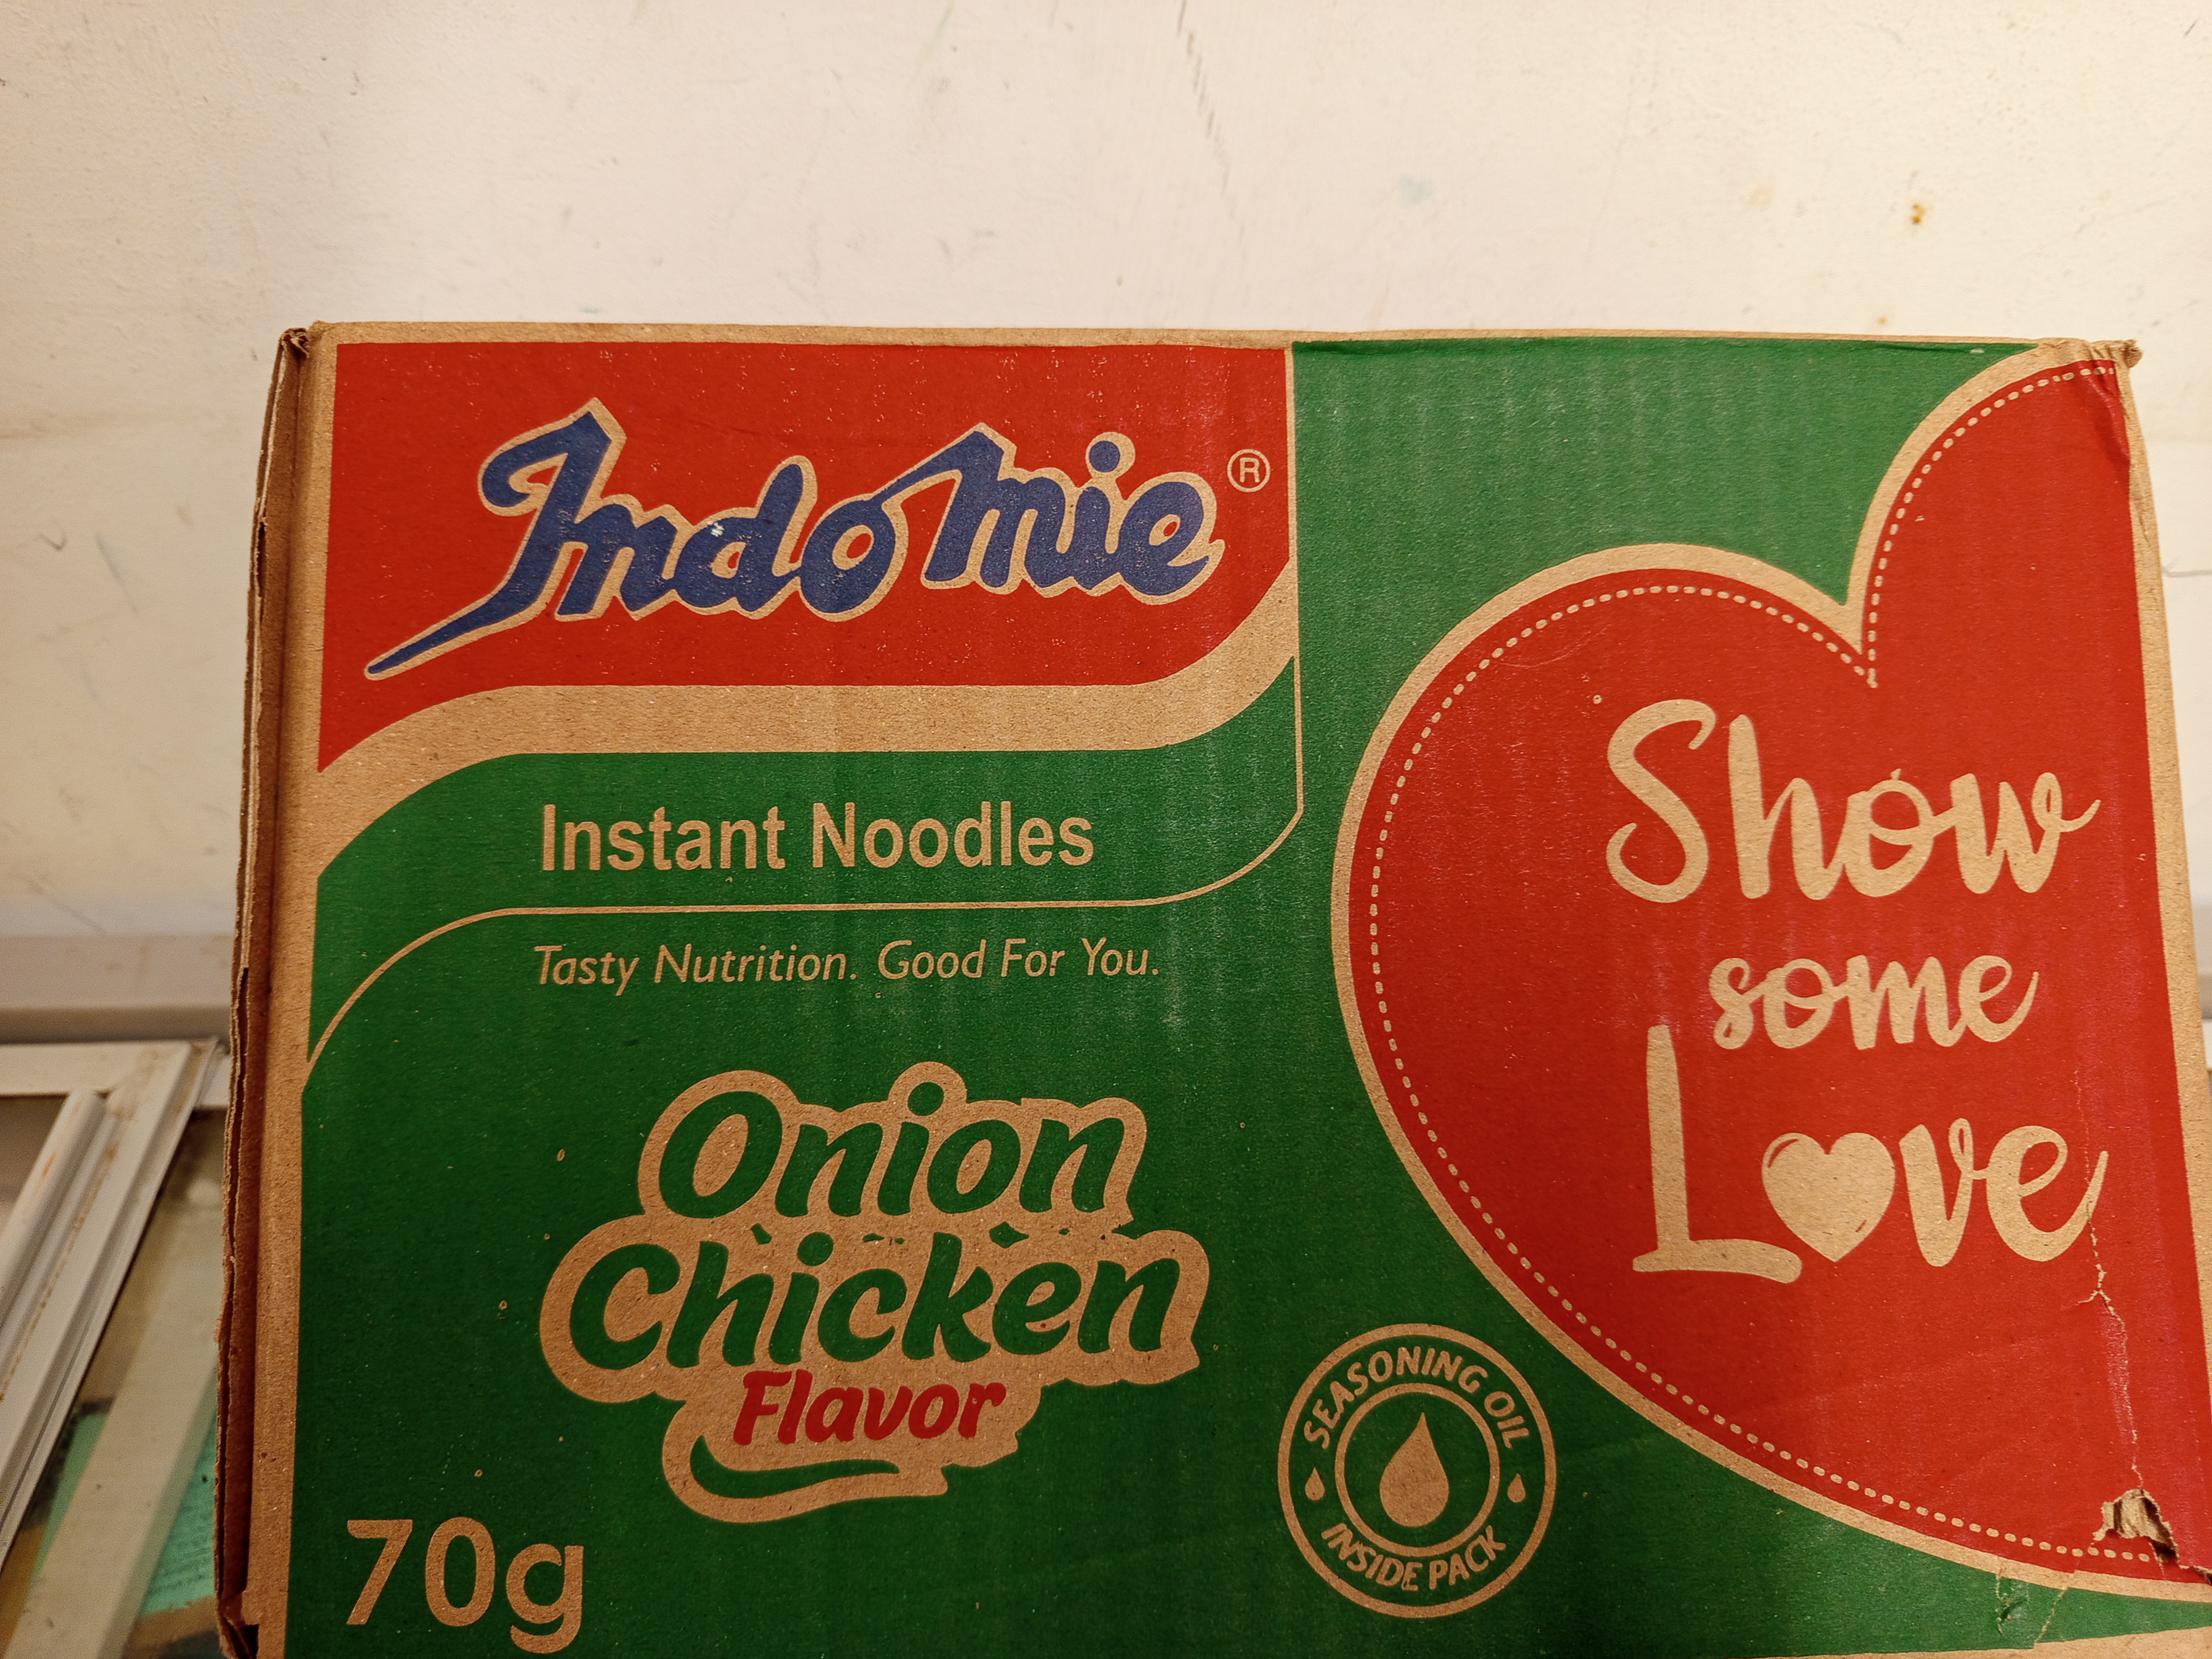 Indomie®
Instant Noodles
Tasty Nutrition. Good For You.
Onion
Chicken
Flavor
70g
SEASONING OIL
INSIDE PACK
Show
some
Love